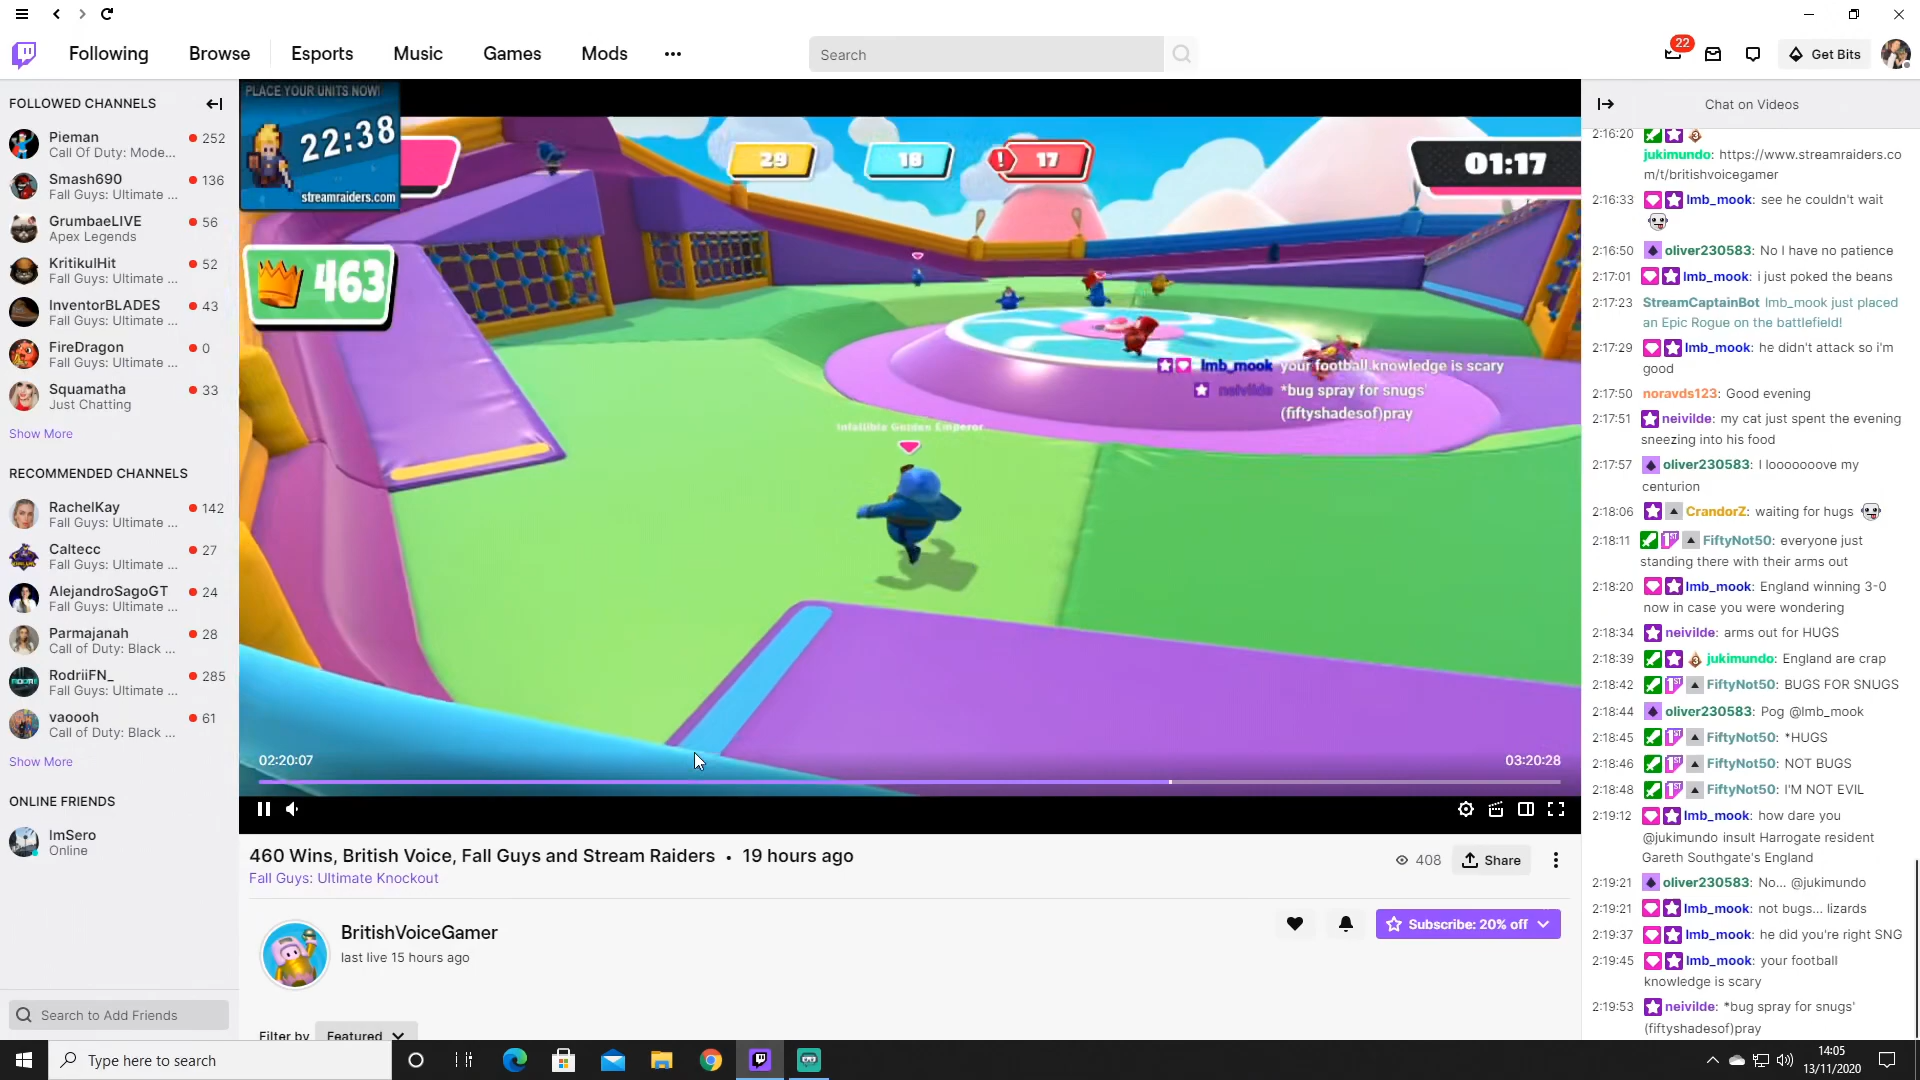 Following
Browse
Esports
Music
Games
Mods
Search
22
Get Bits
FOLLOWED CHANNELS
Pieman
252
Call Of Duty: Mode...
Smash690
136
Fall Guys: Ultimate ...
GrumbaeLIVE
56
Apex Legends
KritikulHit
52
Fall Guys: Ultimate ...
InventorBLADES
43
Fall Guys: Ultimate ...
FireDragon
0
Fall Guys: Ultimate ...
Squamatha
33
Just Chatting
Show More
RECOMMENDED CHANNELS
RachelKay
142
Fall Guys: Ultimate ...
Caltecc
27
Fall Guys: Ultimate ...
AlejandroSagoGT
24
Fall Guys: Ultimate ...
Parmajanah
28
Call of Duty: Black ...
RodriiFN_
285
Fall Guys: Ultimate ...
vaoooh
61
Call of Duty: Black ...
Show More
ONLINE FRIENDS
ImSero
Online
Search to Add Friends
PLACE YOUR UNITS NOW!
22:38
streamraiders.com
463
29
18
! 17
01:17
lmb_mook your football knowledge is scary
neivilde *bug spray for snugs'
(fiftyshadesof)pray
Infallible Golden Emperor
02:20:07
03:20:28
460 Wins, British Voice, Fall Guys and Stream Raiders • 19 hours ago
Fall Guys: Ultimate Knockout
408
Share
BritishVoiceGamer
last live 15 hours ago
Subscribe: 20% off
Filter by Featured
Chat on Videos
2:16:20
jukimundo: https://www.streamraiders.co
m/t/britishvoicegamer
2:16:33 lmb_mook: see he couldn't wait
2:16:50 oliver230583: No I have no patience
2:17:01 lmb_mook: i just poked the beans
2:17:23 StreamCaptainBot lmb_mook just placed
an Epic Rogue on the battlefield!
2:17:29 lmb_mook: he didn't attack so i'm
good
2:17:50 noravds123: Good evening
2:17:51 neivilde: my cat just spent the evening
sneezing into his food
2:17:57 oliver230583: I looooooove my
centurion
2:18:06 CrandorZ: waiting for hugs
2:18:11 1ST FiftyNot50: everyone just
standing there with their arms out
2:18:20 lmb_mook: England winning 3-0
now in case you were wondering
2:18:34 neivilde: arms out for HUGS
2:18:39 3 jukimundo: England are crap
2:18:42 1ST FiftyNot50: BUGS FOR SNUGS
2:18:44 oliver230583: Pog @lmb_mook
2:18:45 1ST FiftyNot50: *HUGS
2:18:46 1ST FiftyNot50: NOT BUGS
2:18:48 1ST FiftyNot50: I'M NOT EVIL
2:19:12 lmb_mook: how dare you
@jukimundo insult Harrogate resident
Gareth Southgate's England
2:19:21 oliver230583: No... @jukimundo
2:19:21 lmb_mook: not bugs... lizards
2:19:37 lmb_mook: he did you're right SNG
2:19:45 lmb_mook: your football
knowledge is scary
2:19:53 neivilde: *bug spray for snugs'
(fiftyshadesof)pray
Type here to search
14:05
13/11/2020